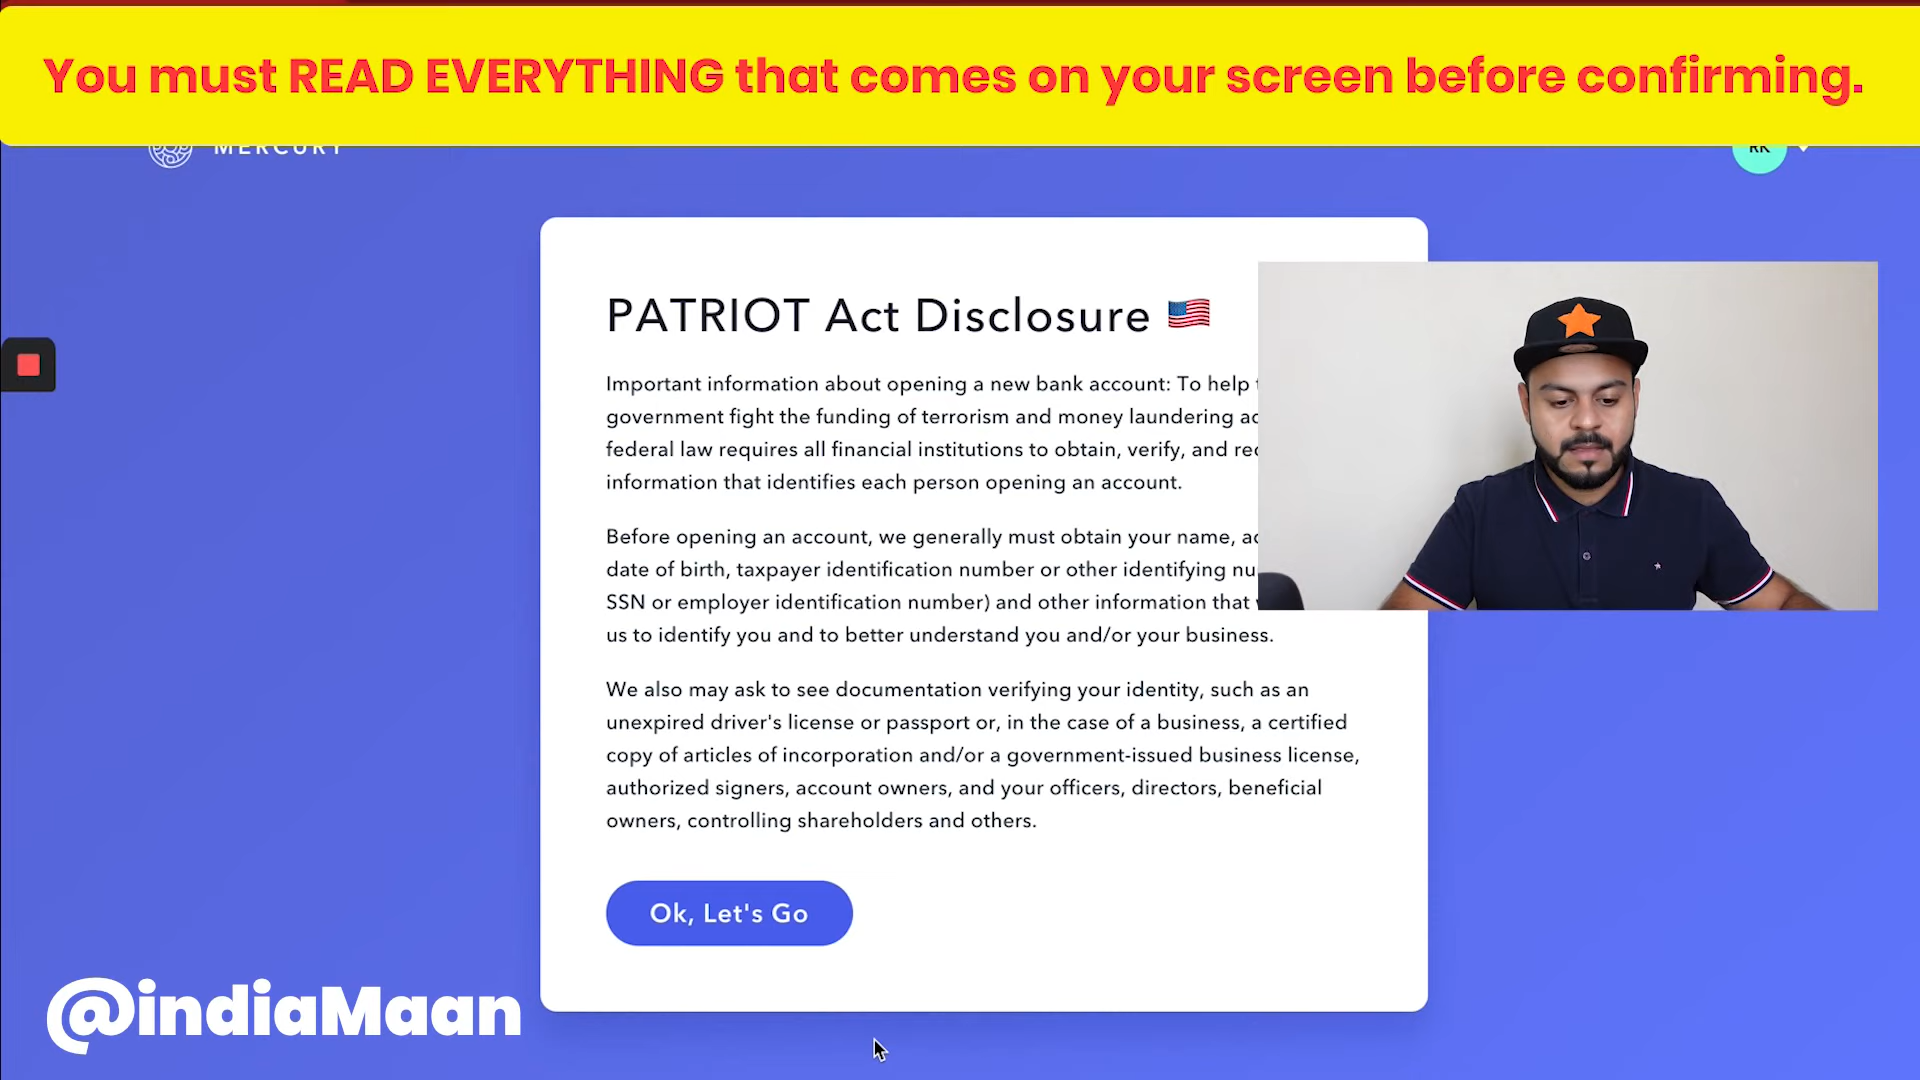 You must READ EVERYTHING that comes on your screen before confirming.
MERCURY
RK
PATRIOT Act Disclosure
Important information about opening a new bank account: To help
government fight the funding of terrorism and money laundering
federal law requires all financial institutions to obtain, verify, and
information that identifies each person opening an account.
Before opening an account, we generally must obtain your name,
date of birth, taxpayer identification number or other identifying
SSN or employer identification number) and other information that
us to identify you and to better understand you and/or your business.
We also may ask to see documentation verifying your identity, such as an
unexpired driver's license or passport or, in the case of a business, a certified
copy of articles of incorporation and/or a government-issued business license,
authorized signers, account owners, and your officers, directors, beneficial
owners, controlling shareholders and others.
Ok, Let's Go
@indiaMaan